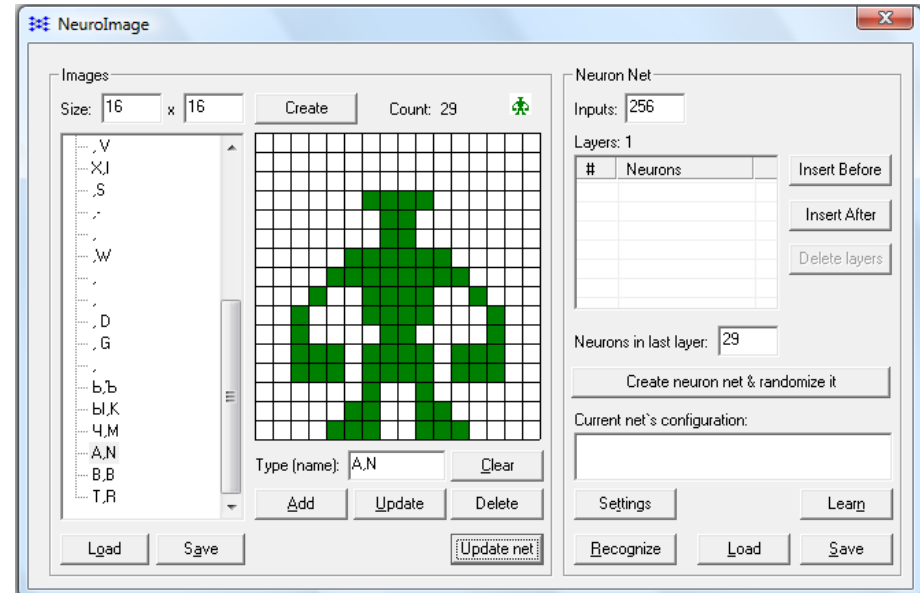 NeuroImage
Images
Size: 16 x 16 Create Count: 29
,V
X,I
,S
,-
,
,W
,
,
,D
,G
,
Ь,Ъ
Ы,K
Ч,M
A,N
B,B
T,R
Type (name): A,N Clear
Add Update Delete
Load Save Update net
Neuron Net
Inputs: 256
Layers: 1
# Neurons
Insert Before
Insert After
Delete layers
Neurons in last layer: 29
Create neuron net & randomize it
Current net`s configuration:
Settings Learn
Recognize Load Save